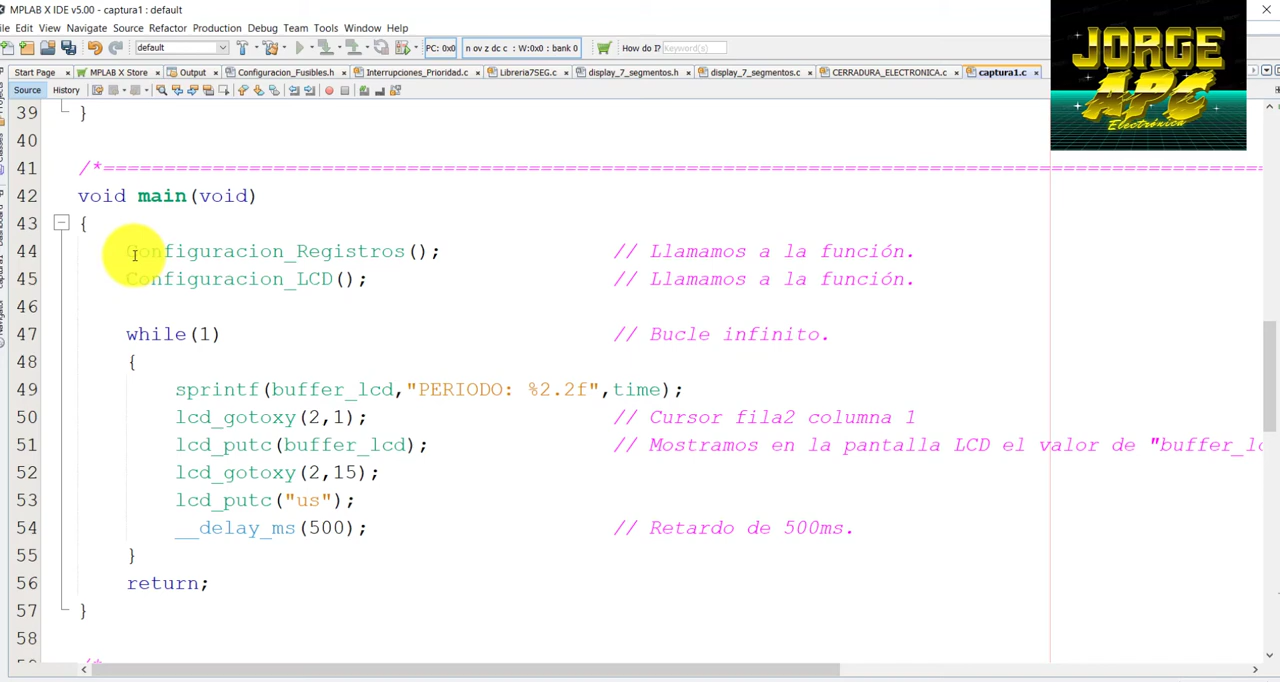 MPLAB X IDE v5.00 - captura1 : default
File Edit View Navigate Source Refactor Production Debug Team Tools Window Help
default PC: 0x0 n ov z dc c : W:0x0 : bank 0 How do I? Keyword(s)
Start Page MPLAB X Store Output Configuracion_Fusibles.h Interrupciones_Prioridad.c Libreria7SEG.c display_7_segmentos.h display_7_segmentos.c CERRADURA_ELECTRONICA.c captura1.c
Source History
JORGE
APC
Electrónica
39 }
40
41 /*==============================================================================
42 void main(void)
43 {
44 Configuracion_Registros(); // Llamamos a la función.
45 Configuracion_LCD(); // Llamamos a la función.
46
47 while(1) // Bucle infinito.
48 {
49 sprintf(buffer_lcd,"PERIODO: %2.2f",time);
50 lcd_gotoxy(2,1); // Cursor fila2 columna 1
51 lcd_putc(buffer_lcd); // Mostramos en la pantalla LCD el valor de "buffer_lc
52 lcd_gotoxy(2,15);
53 lcd_putc("us");
54 __delay_ms(500); // Retardo de 500ms.
55 }
56 return;
57 }
58